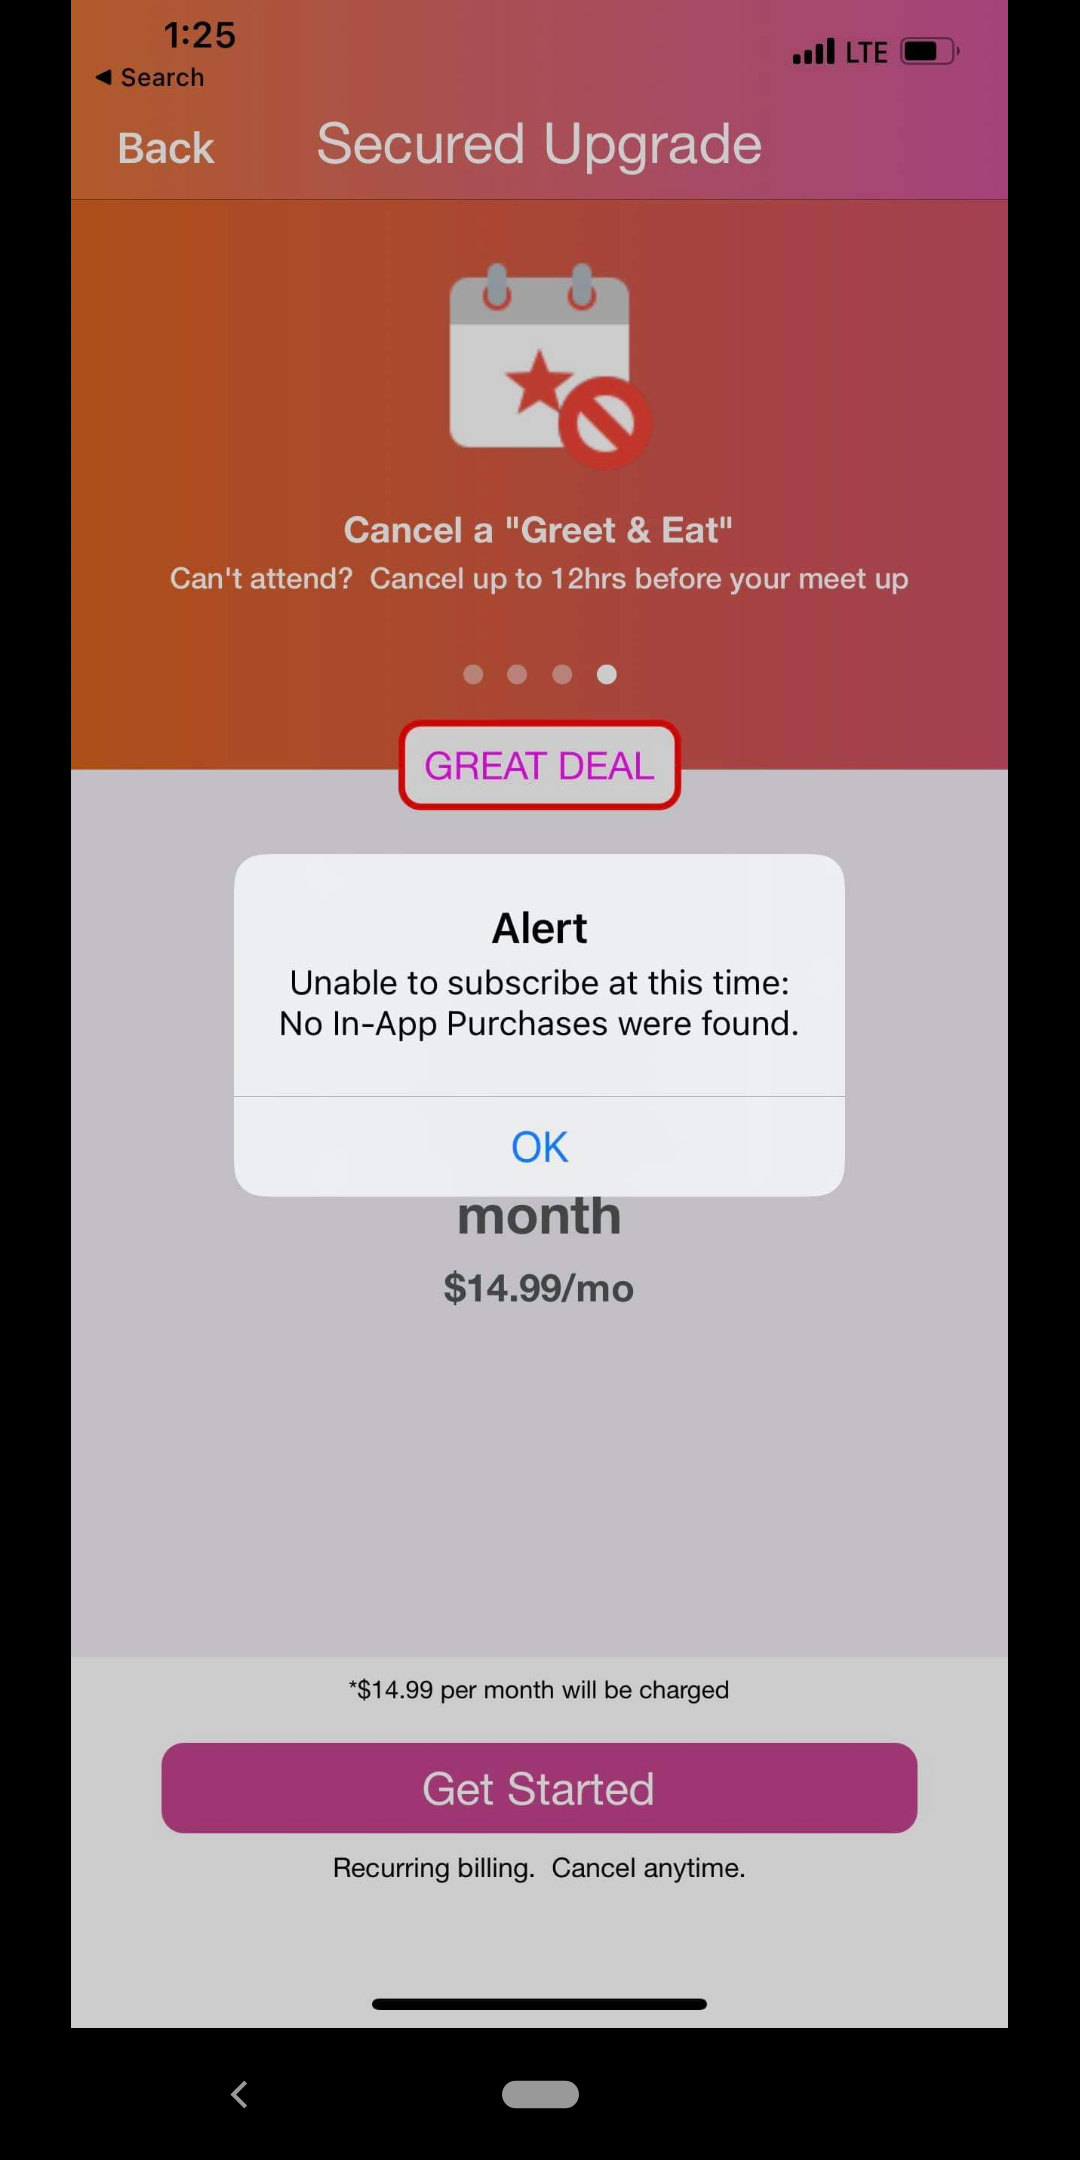 1:25
LTE
◀ Search
Back
Secured Upgrade
Cancel a "Greet & Eat"
Can't attend?  Cancel up to 12hrs before your meet up
GREAT DEAL
Alert
Unable to subscribe at this time:
No In-App Purchases were found.
OK
month
$14.99/mo
*$14.99 per month will be charged
Get Started
Recurring billing.  Cancel anytime.